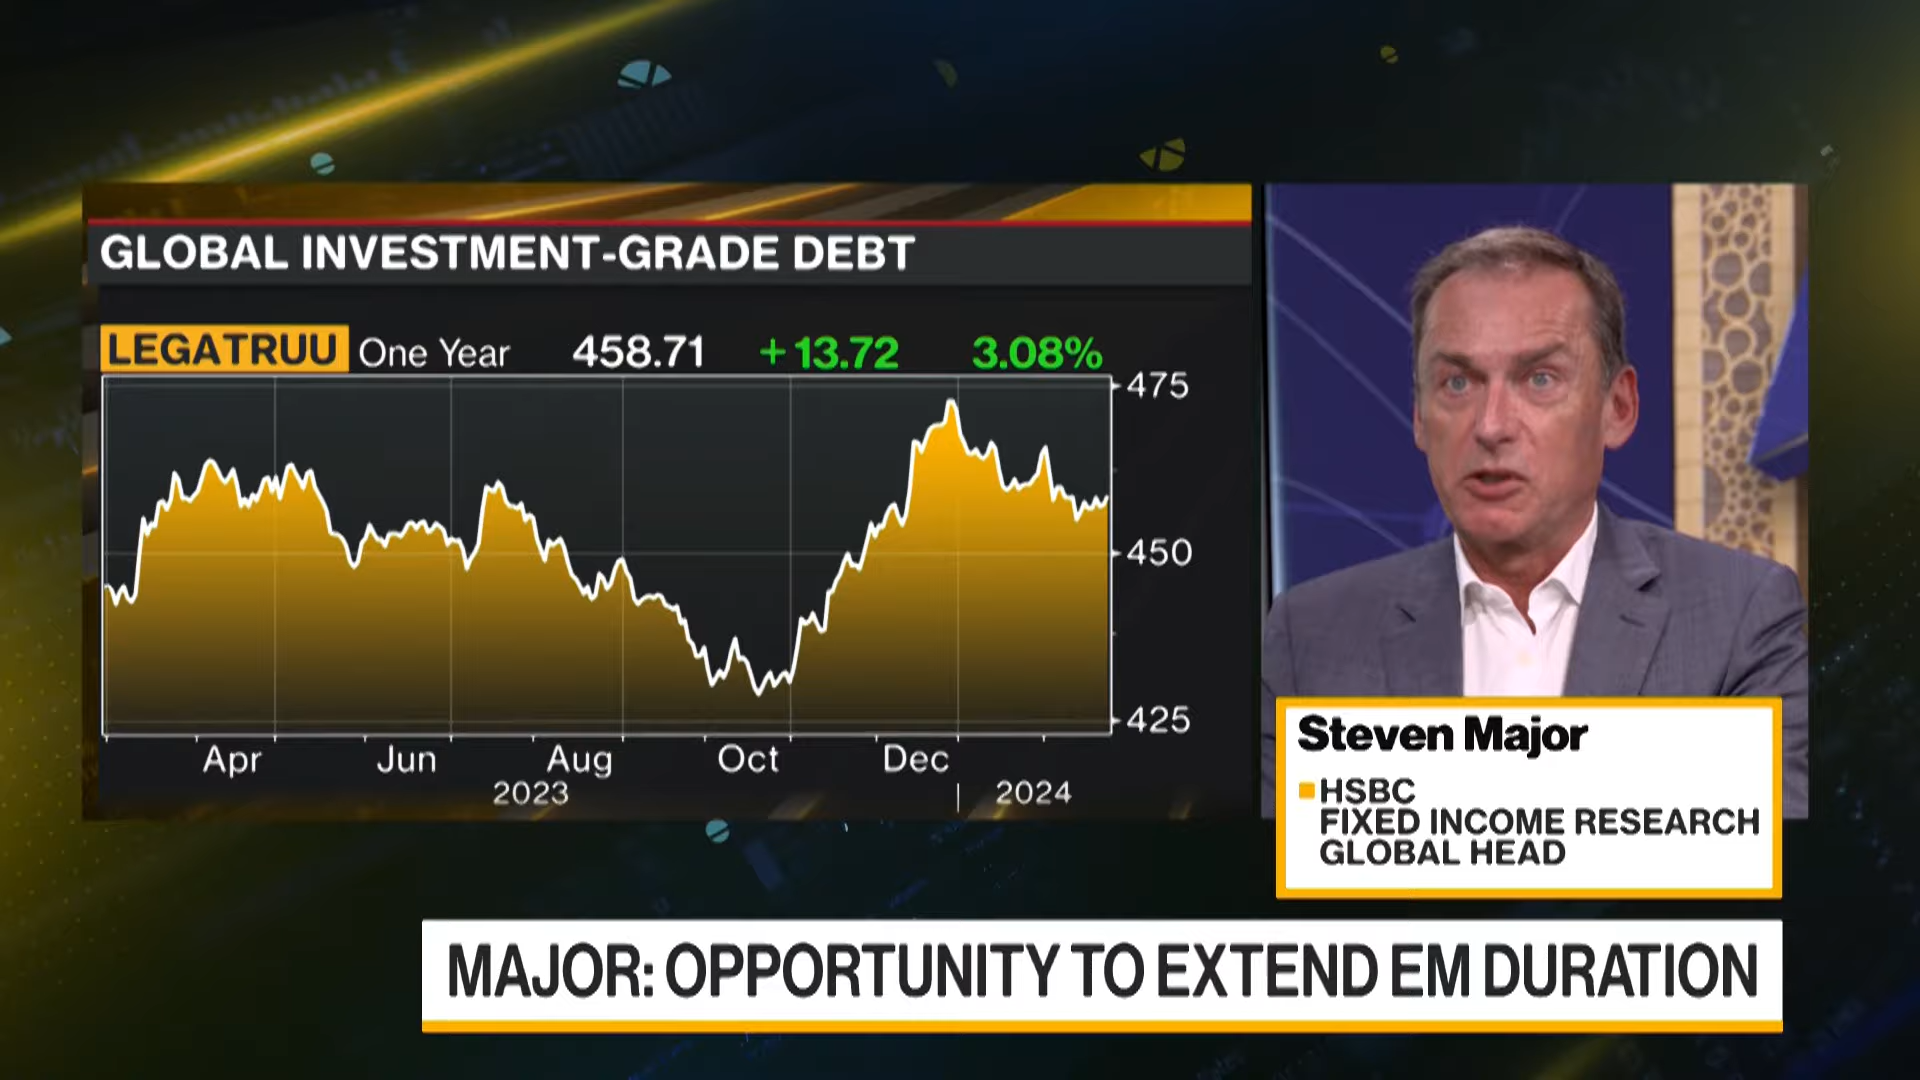 GLOBAL INVESTMENT-GRADE DEBT
LEGATRUU One Year 458.71 +13.72 3.08%
475
450
425
Apr Jun Aug Oct Dec
2023 | 2024
Steven Major
HSBC
FIXED INCOME RESEARCH
GLOBAL HEAD
MAJOR: OPPORTUNITY TO EXTEND EM DURATION